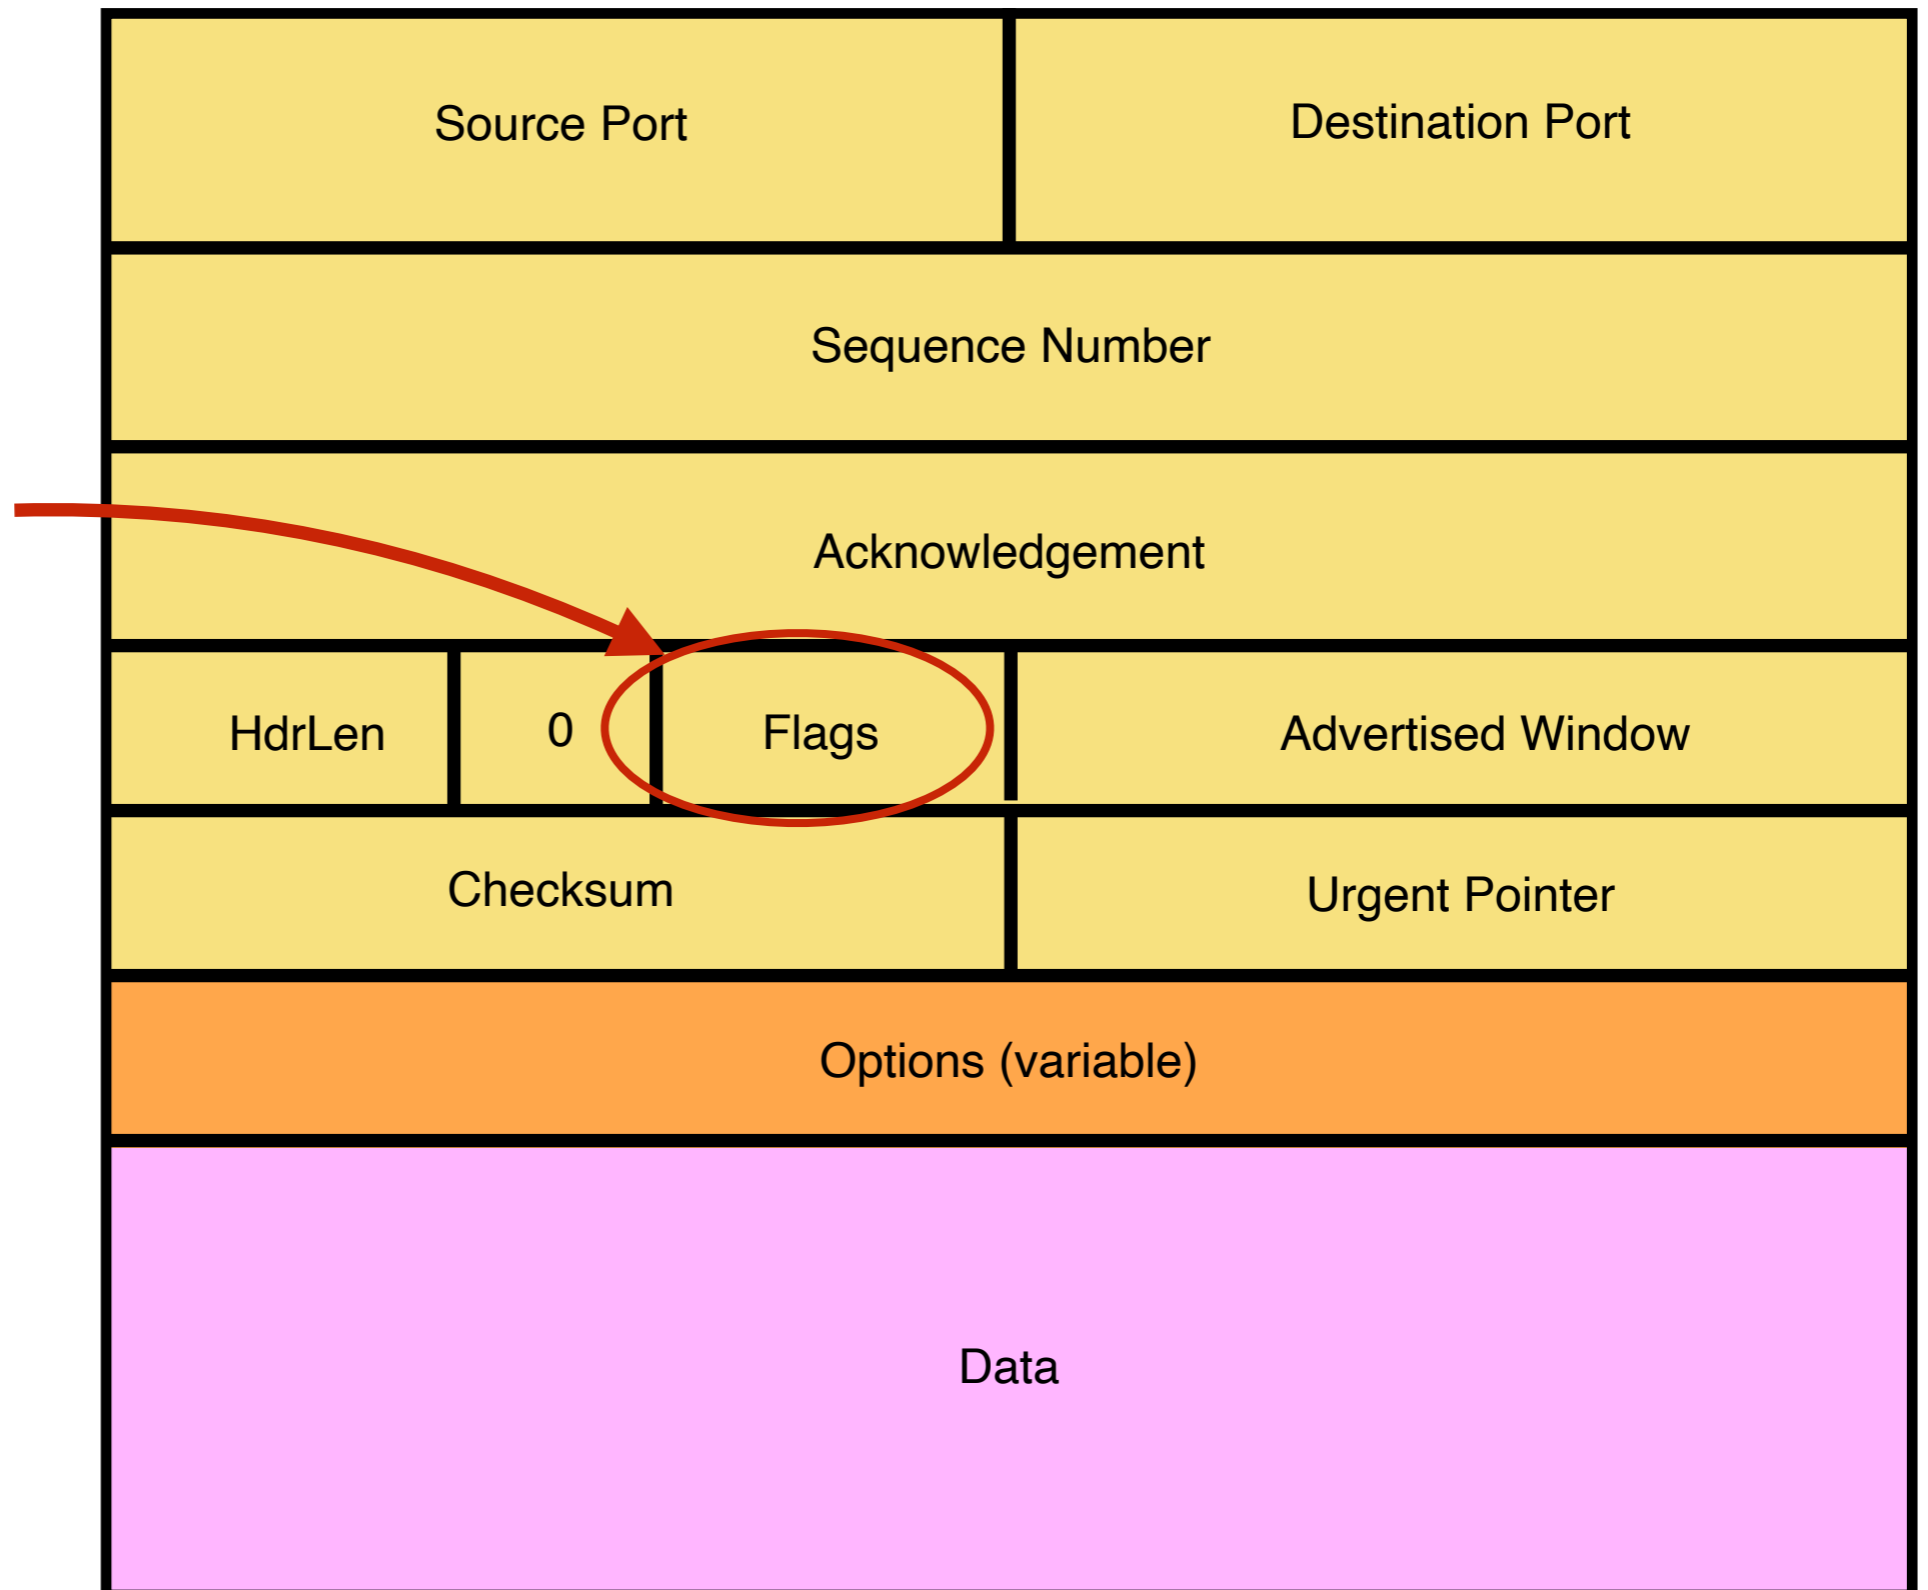 Source Port
Destination Port
Sequence Number
Acknowledgement
HdrLen
0
Flags
Advertised Window
Checksum
Urgent Pointer
Options (variable)
Data